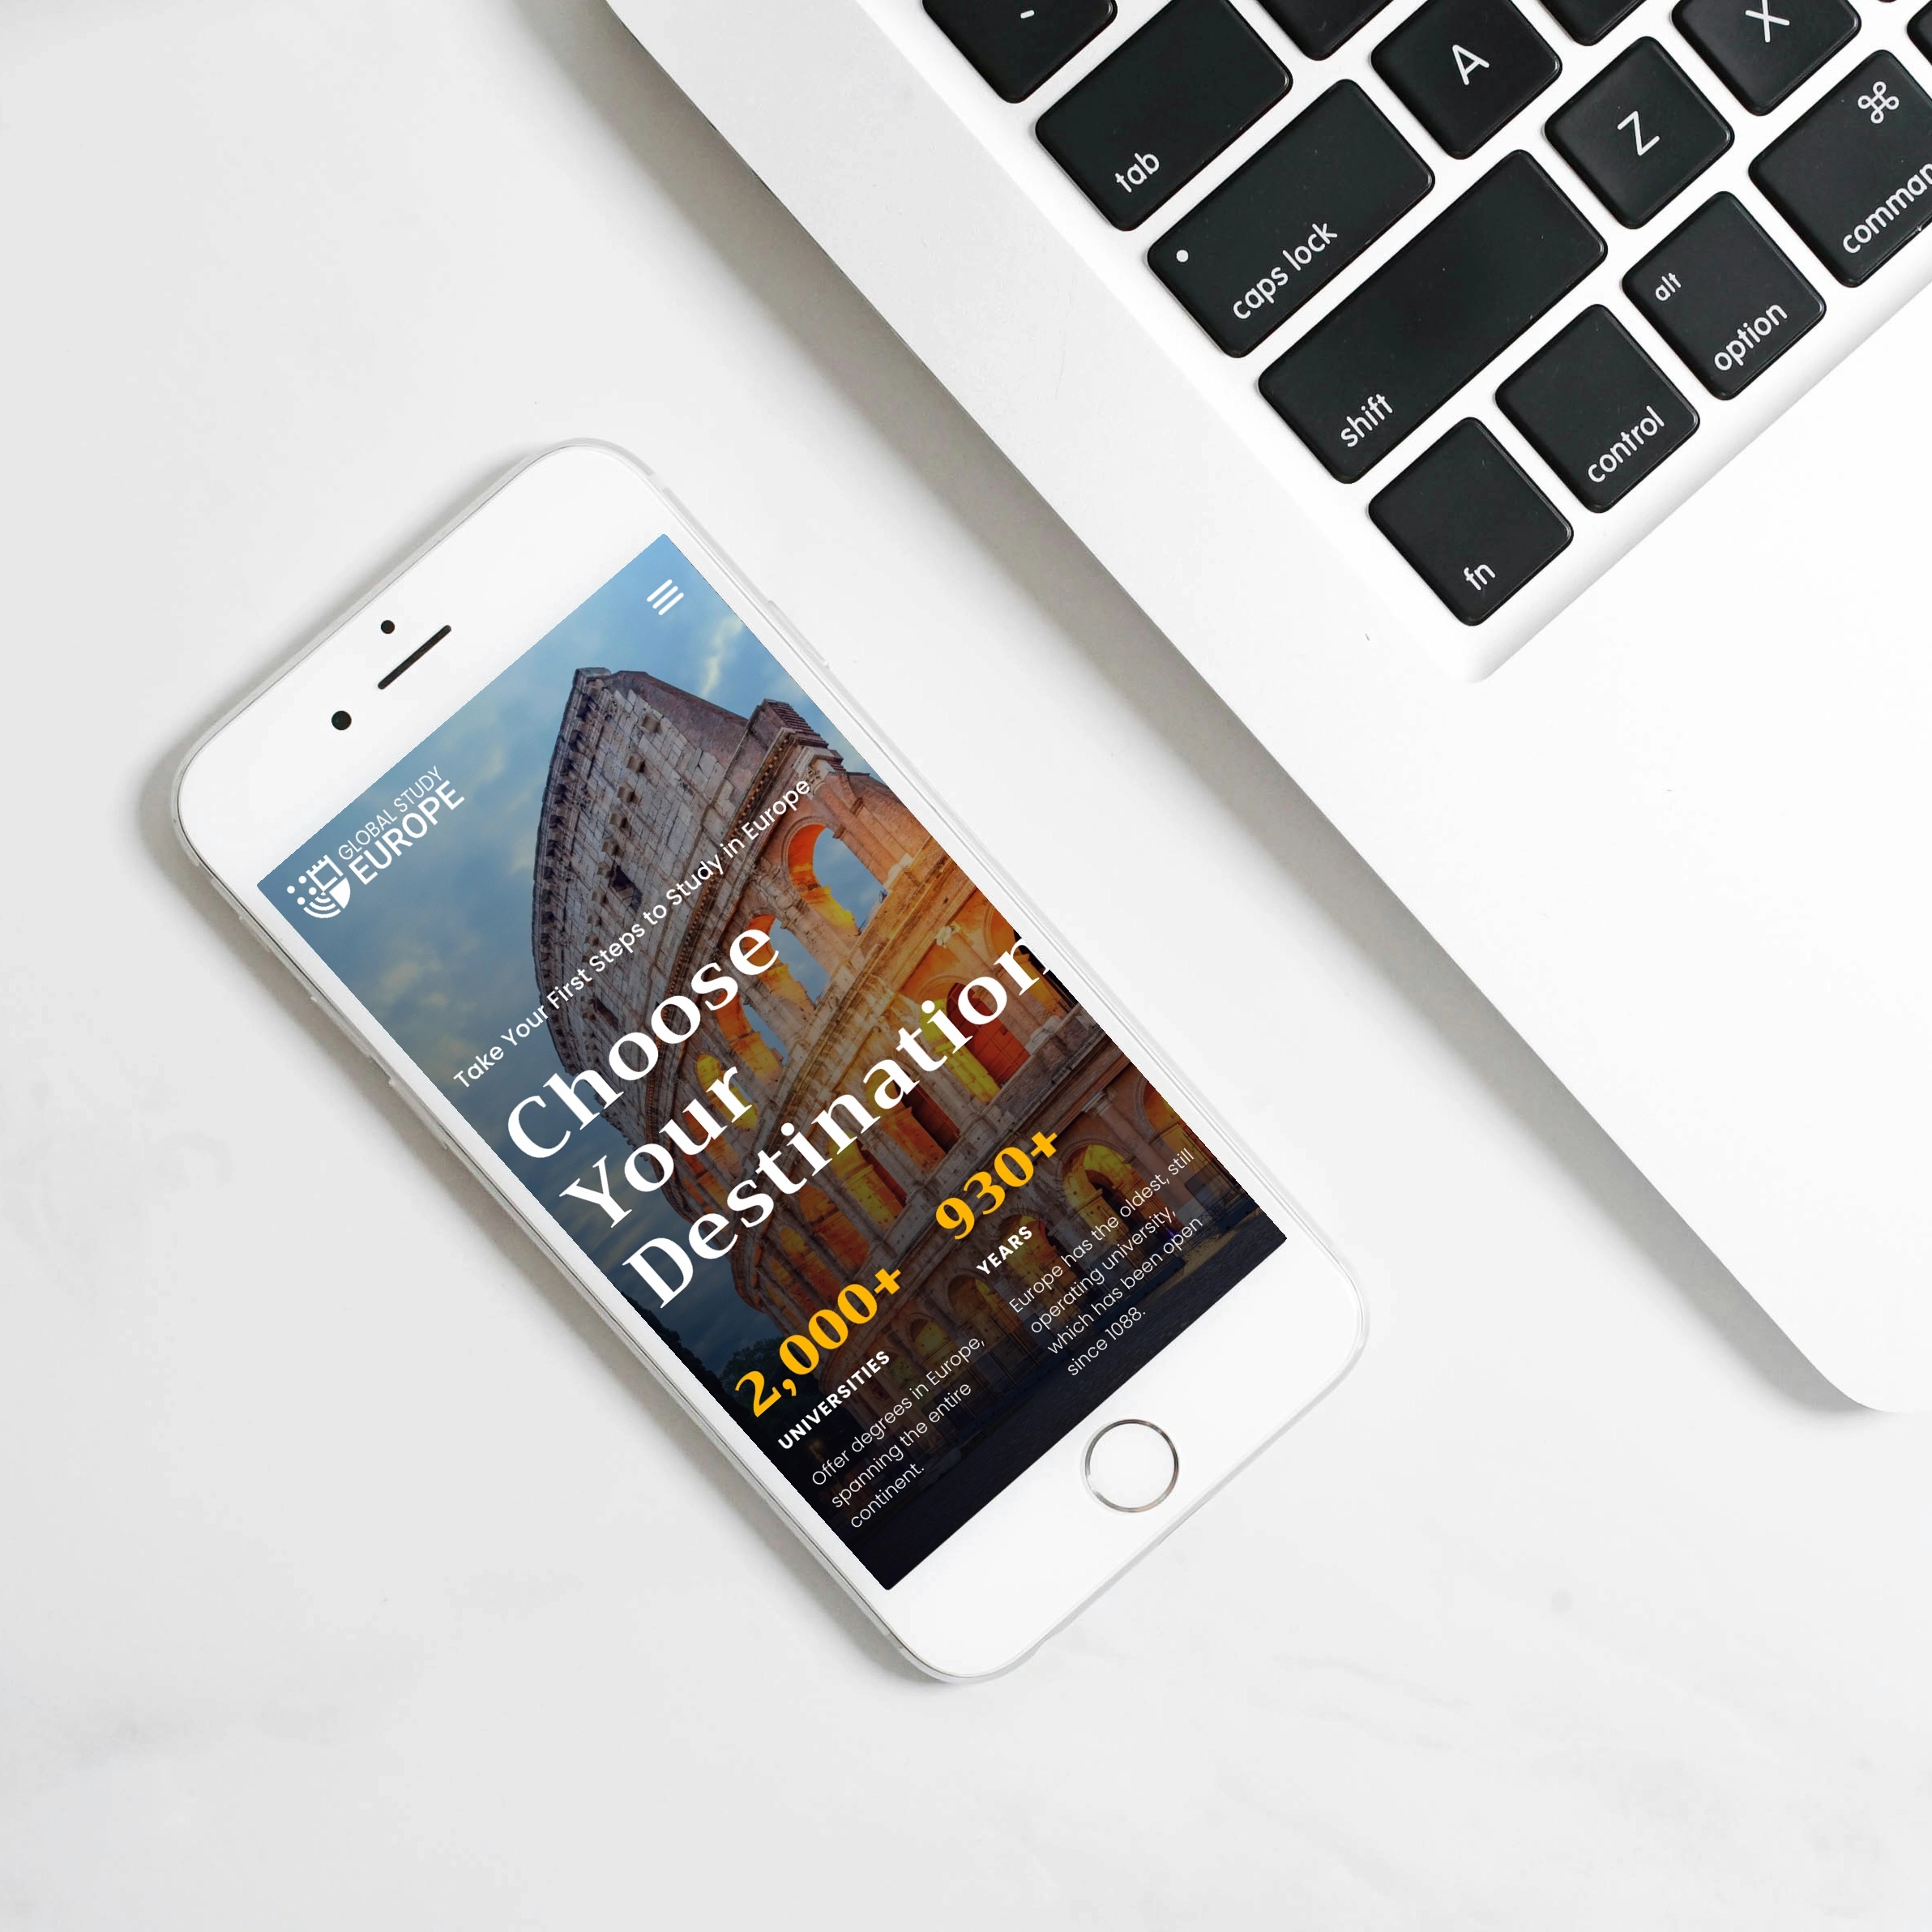 -
tab
A
X
caps lock
Z
⌘
shift
alt
option
control
fn
GLOBAL STUDY
EUROPE
Take Your First Steps to Study in Europe
Choose
Your
Destination
2,000+
UNIVERSITIES
Offer degrees in Europe,
spanning the entire
continent.
930+
YEARS
Europe has the oldest, still
operating university,
which has been open
since 1088.